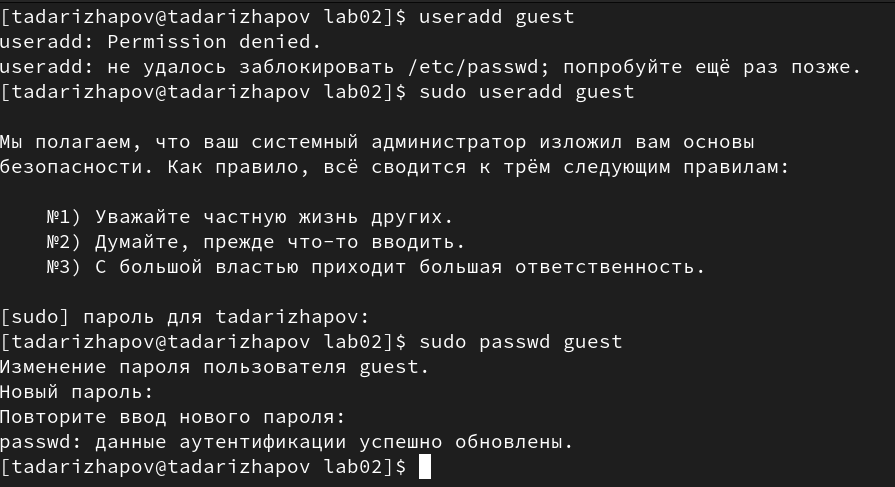 [tadarizhapov@tadarizhapov lab02]$ useradd guest
useradd: Permission denied.
useradd: не удалось заблокировать /etc/passwd; попробуйте ещё раз позже.
[tadarizhapov@tadarizhapov lab02]$ sudo useradd guest
Мы полагаем, что ваш системный администратор изложил вам основы
безопасности. Как правило, всё сводится к трём следующим правилам:
№1) Уважайте частную жизнь других.
№2) Думайте, прежде что-то вводить.
№3) С большой властью приходит большая ответственность.
[sudo] пароль для tadarizhapov:
[tadarizhapov@tadarizhapov lab02]$ sudo passwd guest
Изменение пароля пользователя guest.
Новый пароль:
Повторите ввод нового пароля:
passwd: данные аутентификации успешно обновлены.
[tadarizhapov@tadarizhapov lab02]$